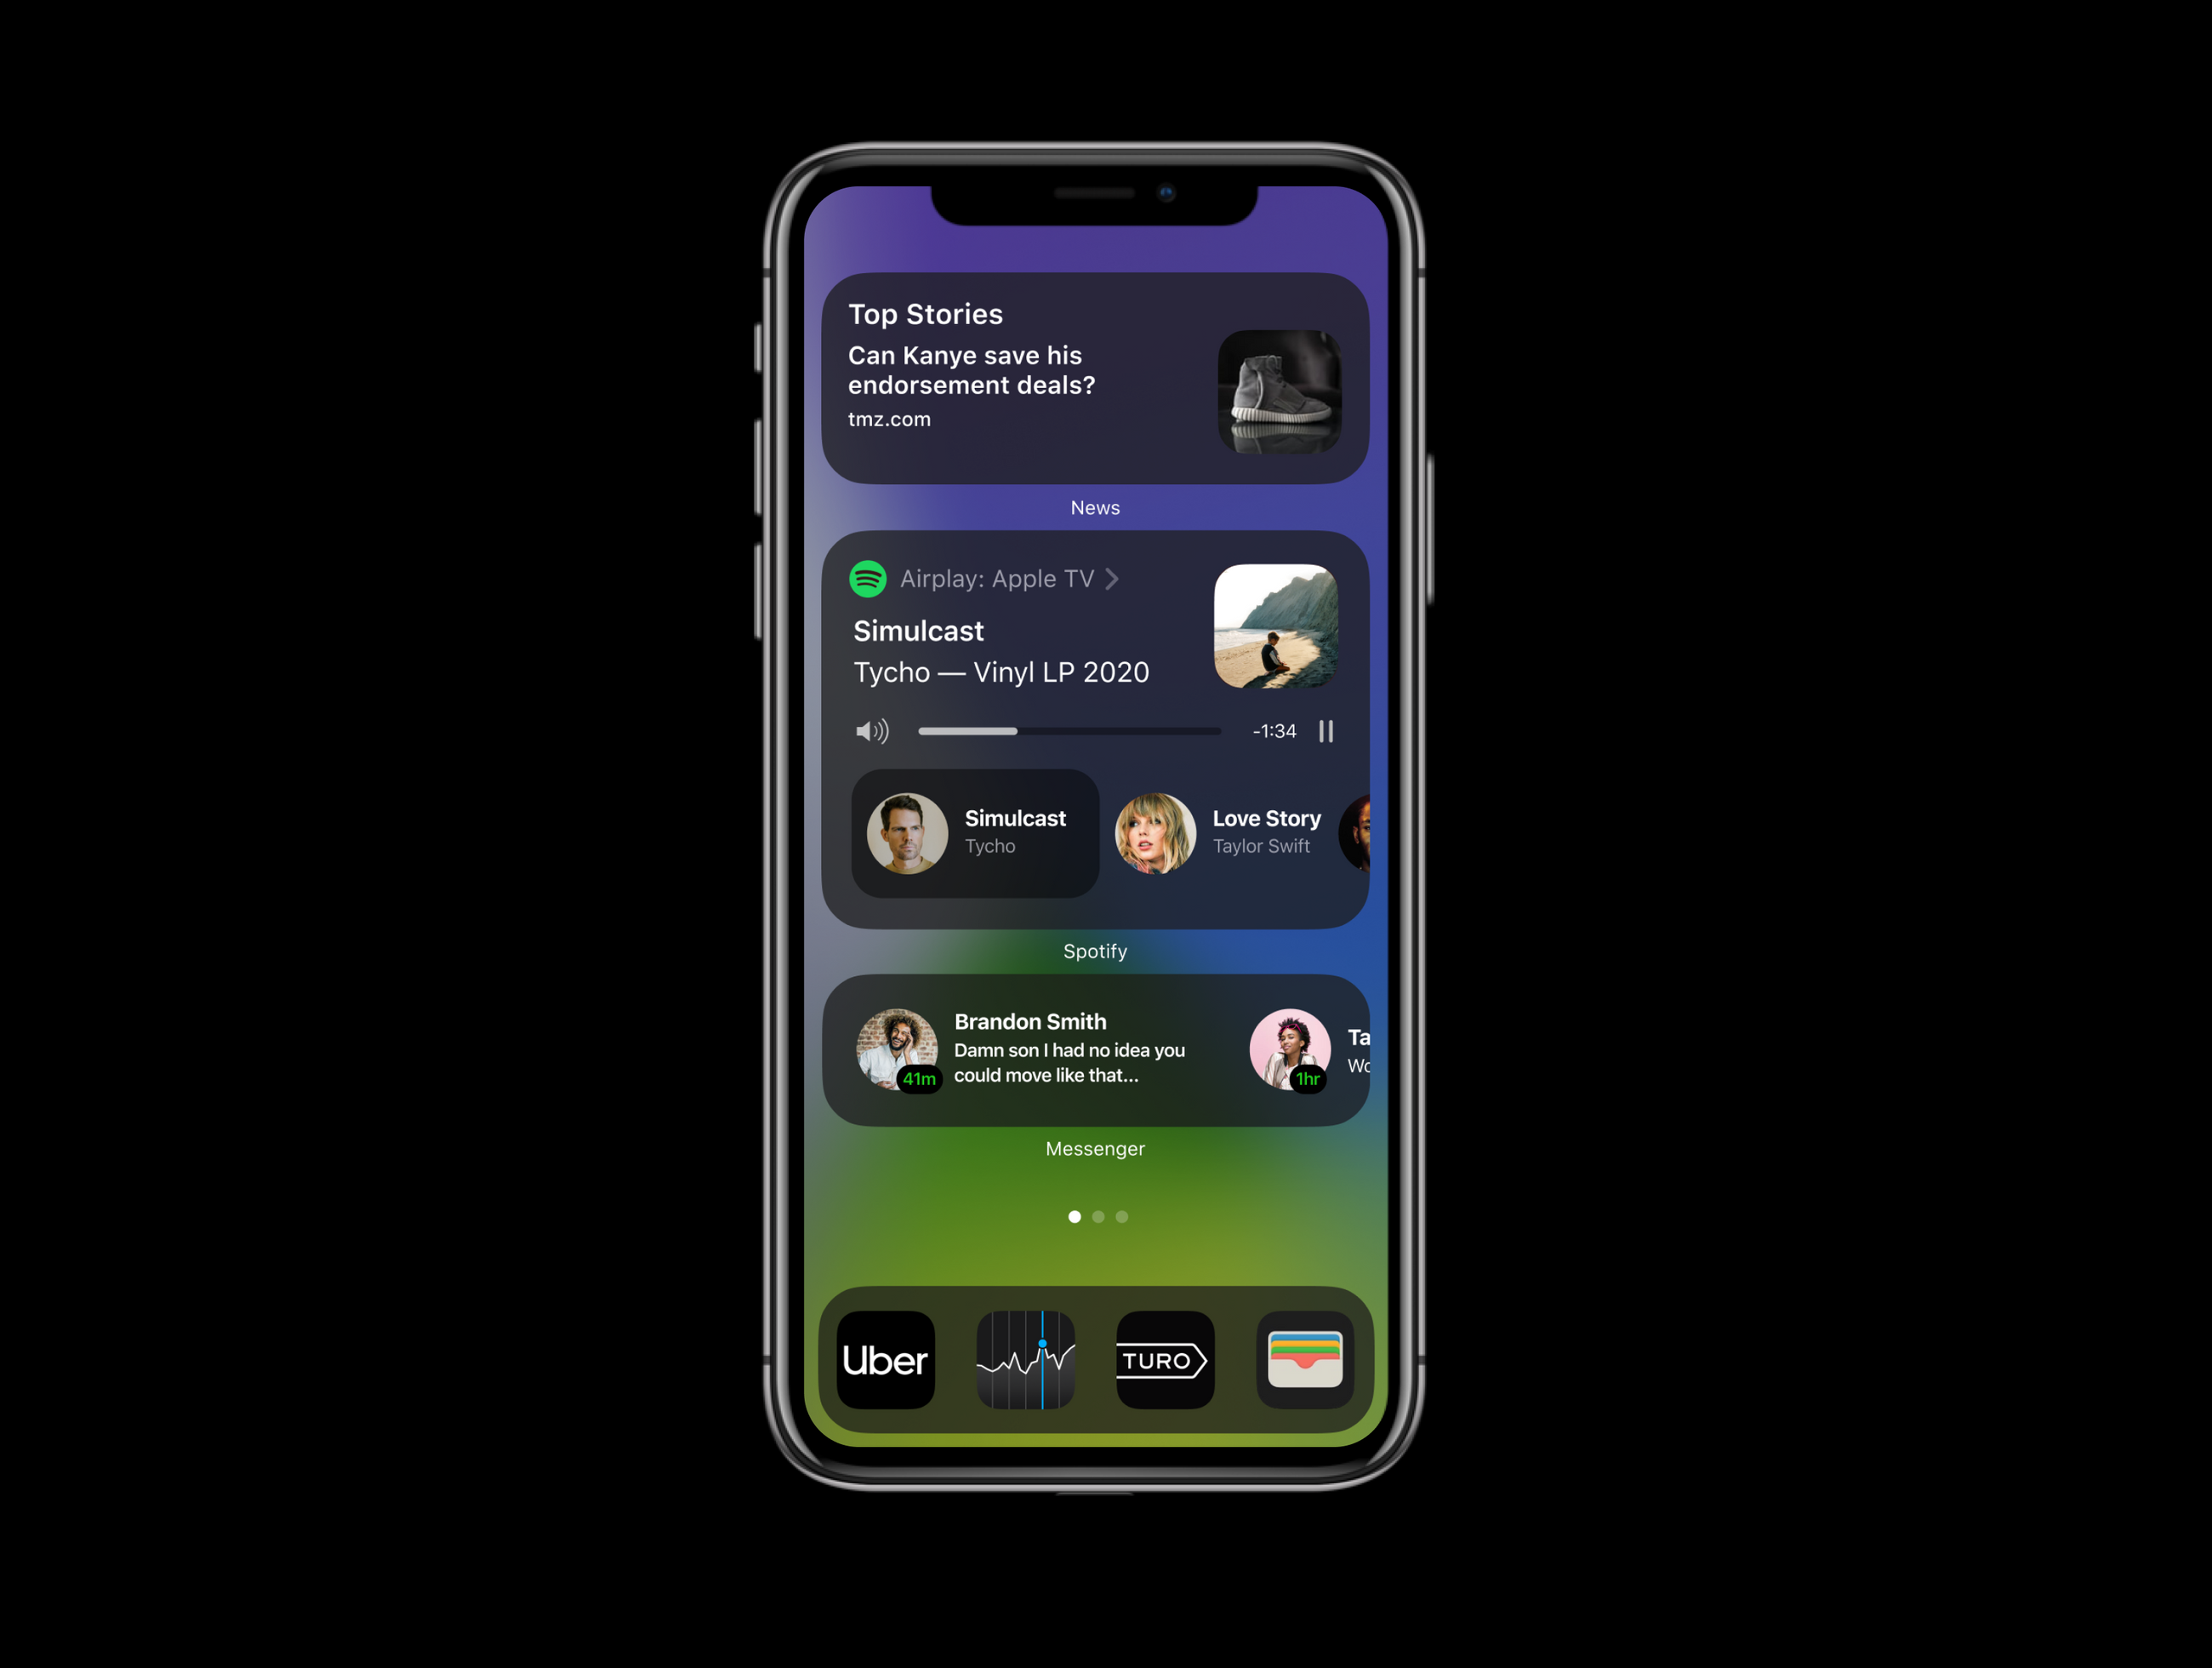 Top Stories
Can Kanye save his
endorsement deals?
tmz.com
News
Airplay: Apple TV
Simulcast
Tycho — Vinyl LP 2020
-1:34
Simulcast
Tycho
Love Story
Taylor Swift
Spotify
Brandon Smith
Damn son I had no idea you
could move like that...
41m
1hr
Ta
Wo
Messenger
Uber
TURO